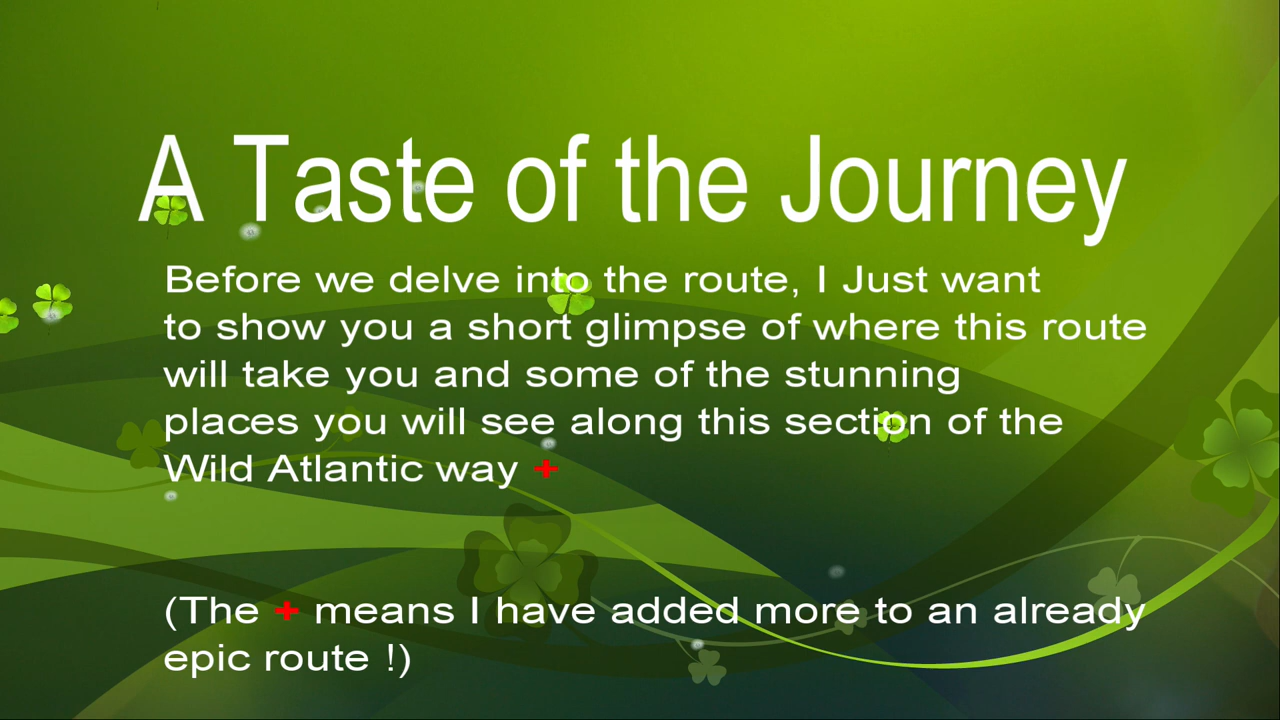 A Taste of the Journey
Before we delve into the route, I Just want
to show you a short glimpse of where this route
will take you and some of the stunning
places you will see along this section of the
Wild Atlantic way +
(The + means I have added more to an already
epic route !)